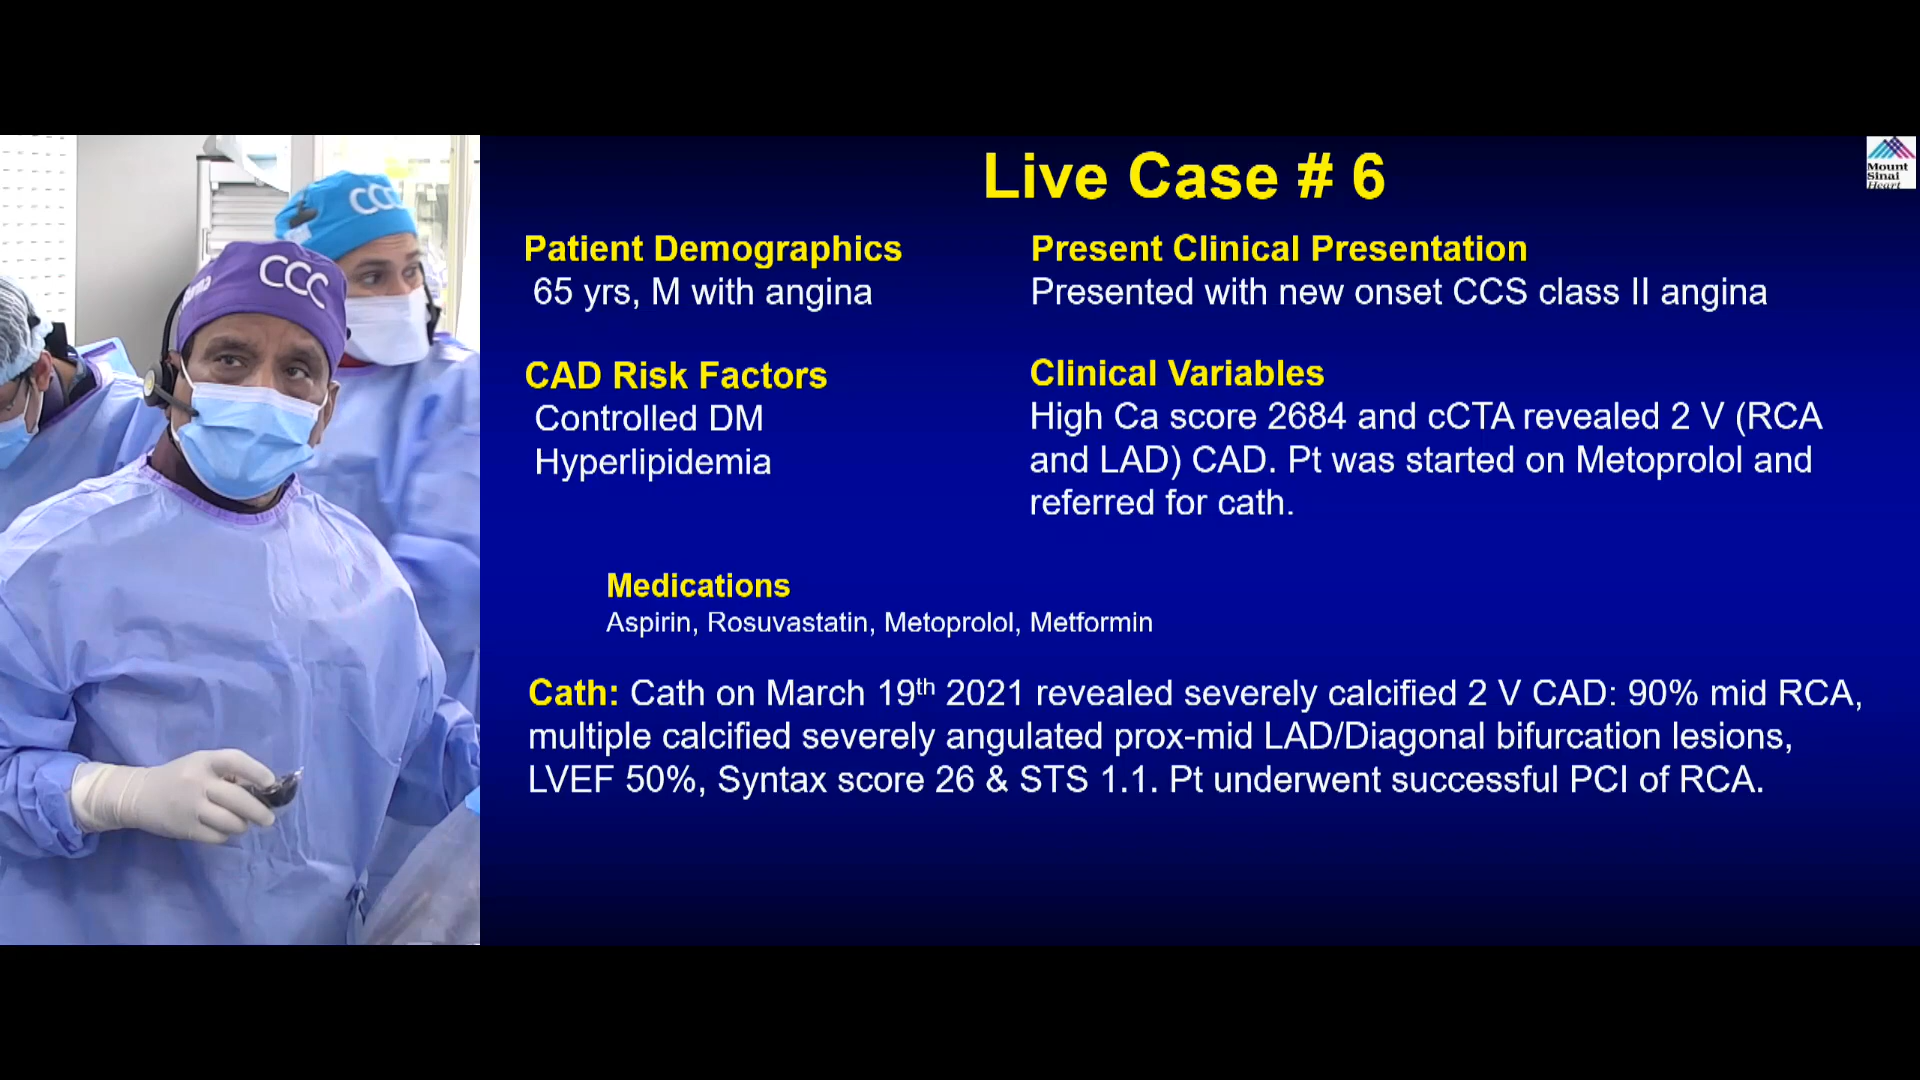 Live Case # 6
Mount
Sinai
Heart
Patient Demographics
65 yrs, M with angina
Present Clinical Presentation
Presented with new onset CCS class II angina
CAD Risk Factors
Controlled DM
Hyperlipidemia
Clinical Variables
High Ca score 2684 and cCTA revealed 2 V (RCA
and LAD) CAD. Pt was started on Metoprolol and
referred for cath.
Medications
Aspirin, Rosuvastatin, Metoprolol, Metformin
Cath: Cath on March 19th 2021 revealed severely calcified 2 V CAD: 90% mid RCA,
multiple calcified severely angulated prox-mid LAD/Diagonal bifurcation lesions,
LVEF 50%, Syntax score 26 & STS 1.1. Pt underwent successful PCI of RCA.
CCC
CCC